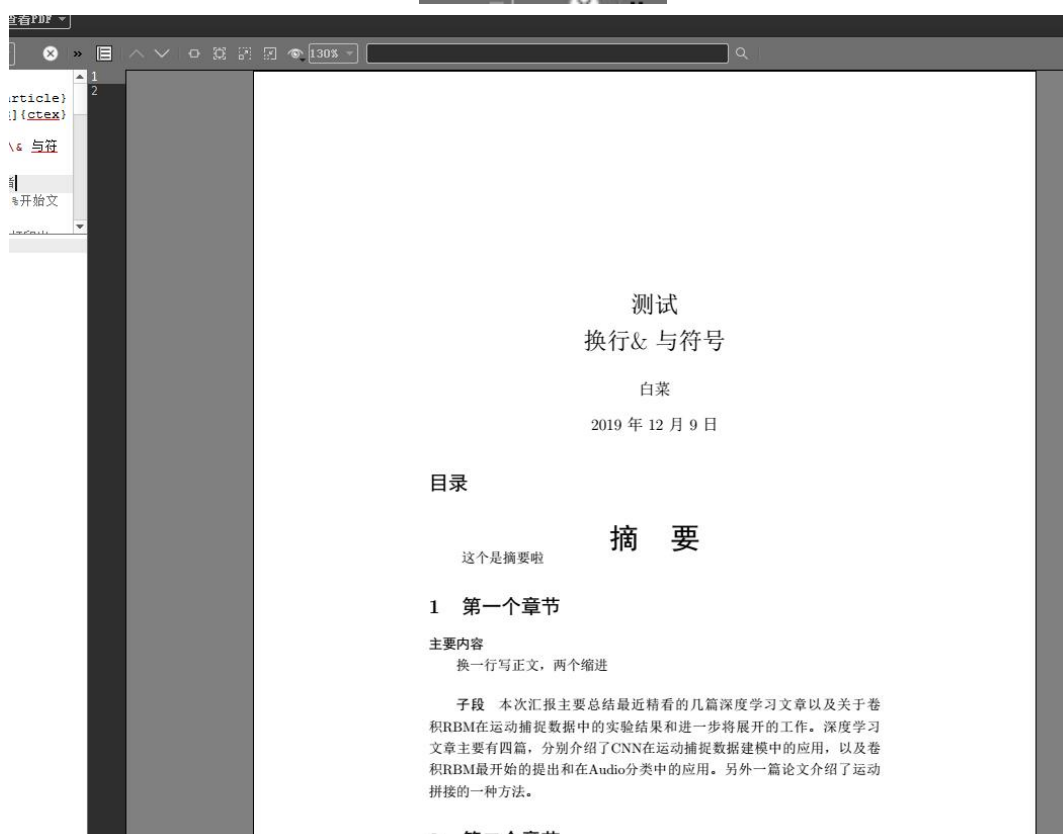 查看PDF
130%
1
2
article}
]{ctex}
\& 与符
%开始文
测试
换行& 与符号
白菜
2019 年 12 月 9 日
目录
摘 要
这个是摘要啦
1 第一个章节
主要内容
换一行写正文，两个缩进
子段 本次汇报主要总结最近精看的几篇深度学习文章以及关于卷
积RBM在运动捕捉数据中的实验结果和进一步将展开的工作。深度学习
文章主要有四篇，分别介绍了CNN在运动捕捉数据建模中的应用，以及卷
积RBM最开始的提出和在Audio分类中的应用。另外一篇论文介绍了运动
拼接的一种方法。